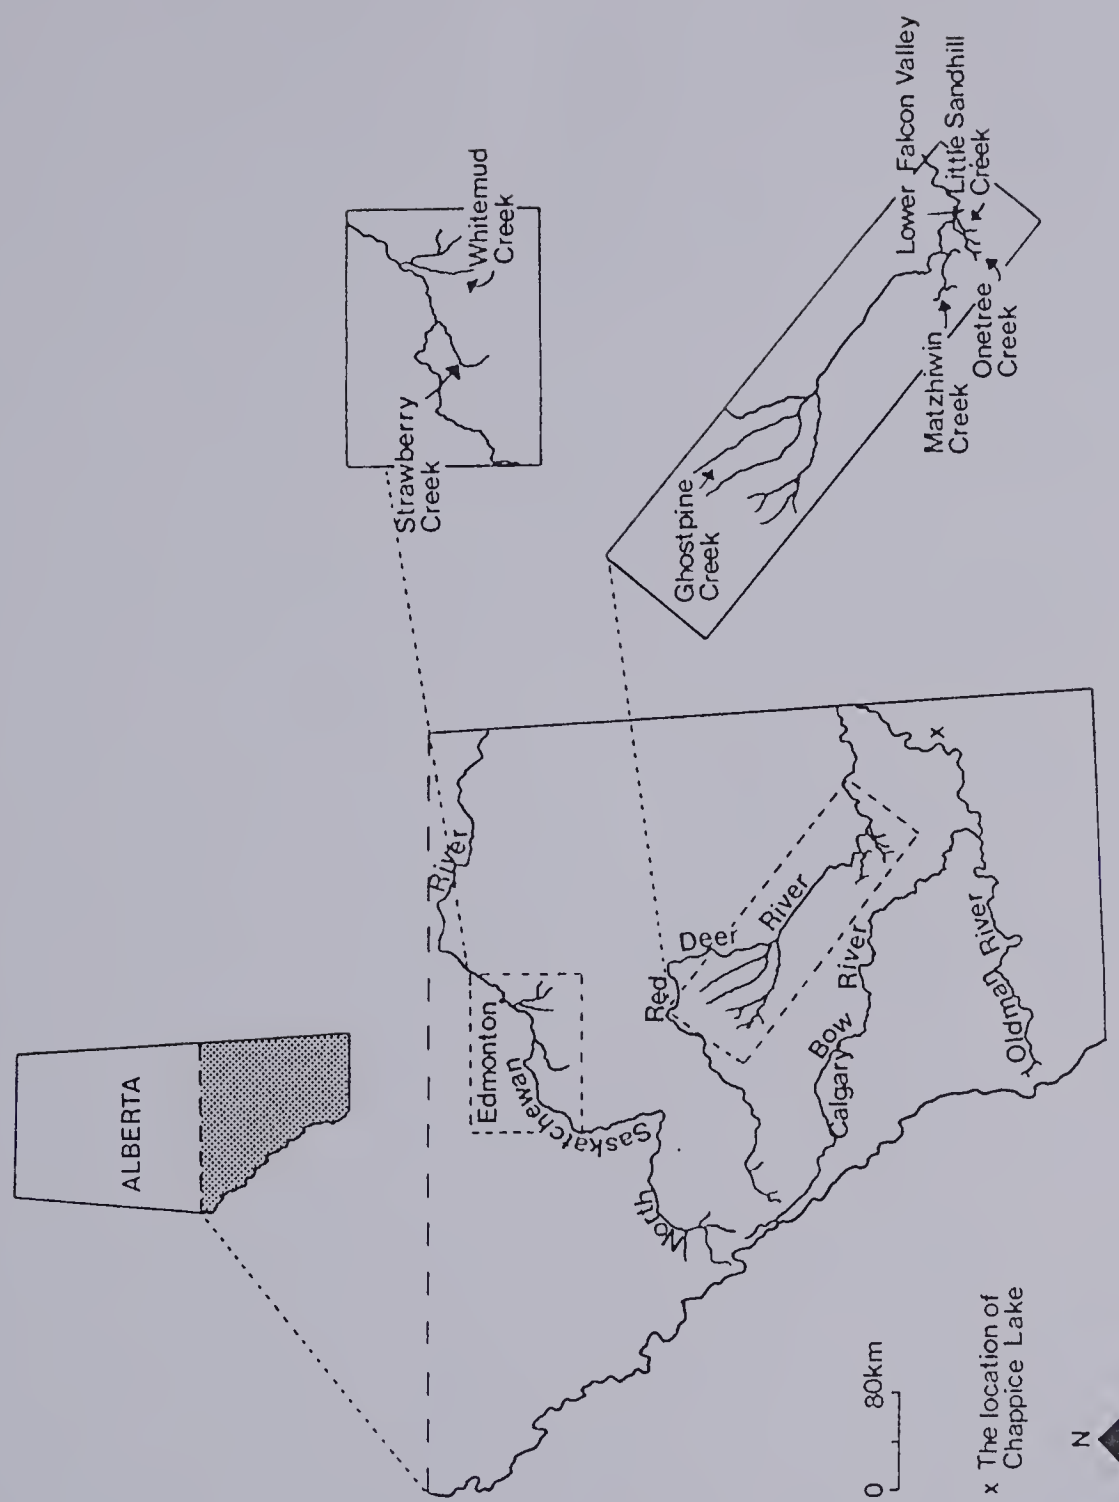 ALBERTA
Edmonton
North
Saskatchewan
River
Red
Deer
River
Calgary
Bow
River
Oldman River
x
Strawberry
Creek
Whitemud
Creek
Ghostpine
Creek
Matzhiwin
Creek
Onetree
Creek
Lower Falcon Valley
Little Sandhill
Creek
0 80km
x The location of
Chappice Lake
N